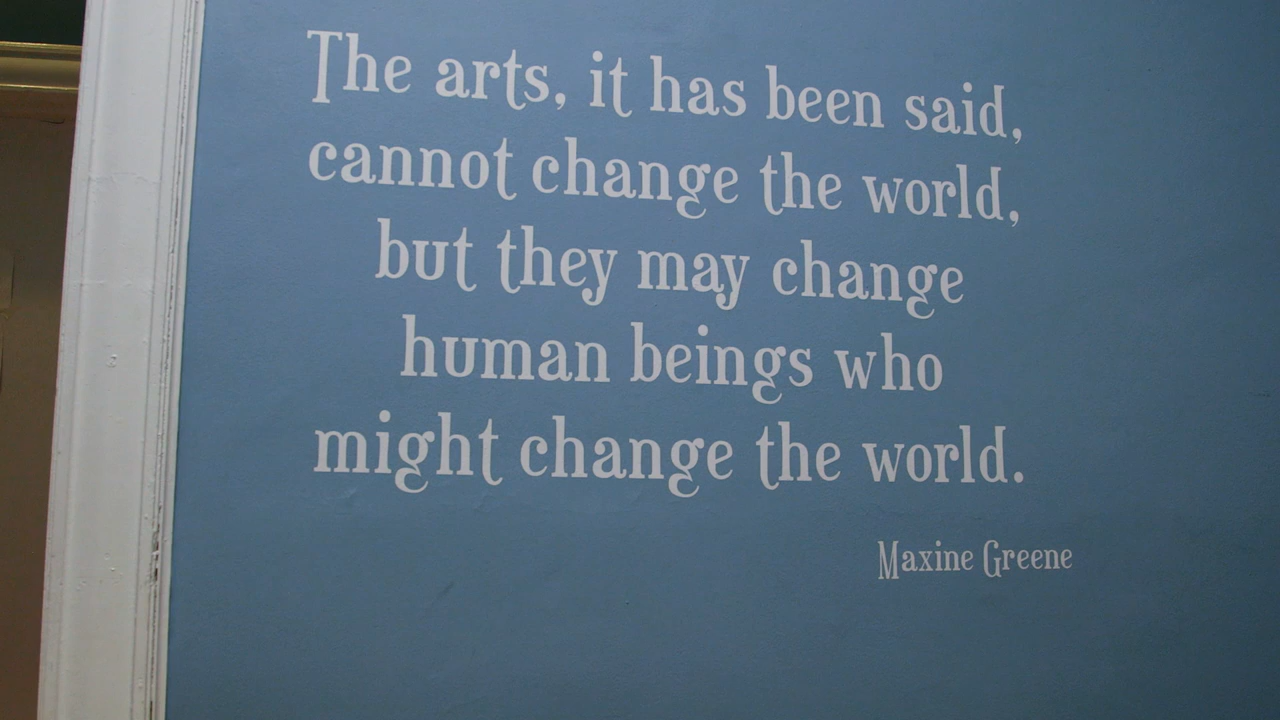 The arts, it has been said,
cannot change the world,
but they may change
human beings who
might change the world.
Maxine Greene